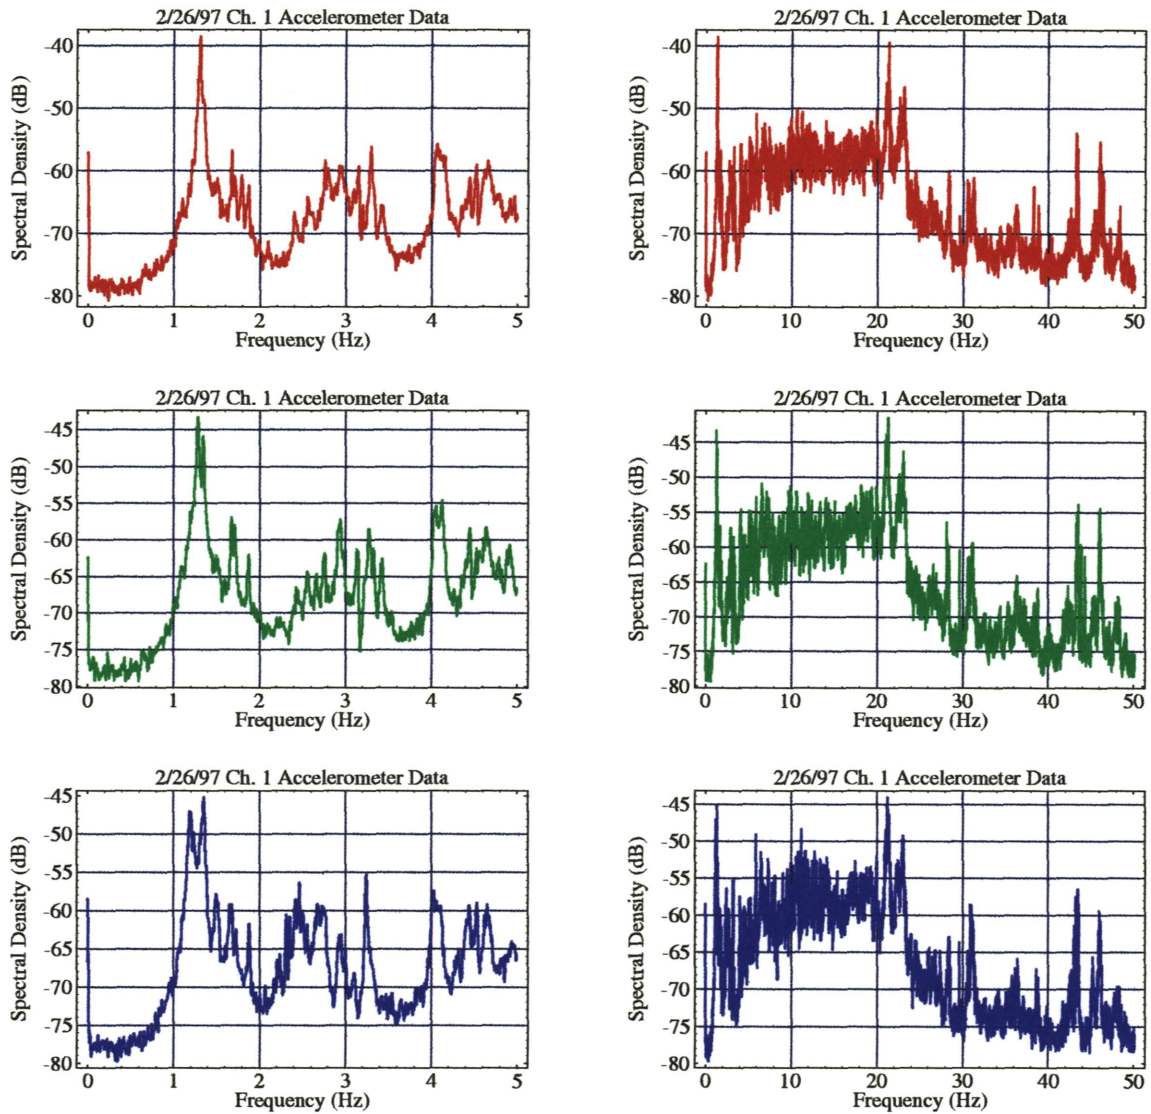 2/26/97 Ch. 1 Accelerometer Data
Spectral Density (dB)
-40
-50
-60
-70
-80
0 1 2 3 4 5
Frequency (Hz)
2/26/97 Ch. 1 Accelerometer Data
Spectral Density (dB)
-40
-50
-60
-70
-80
0 10 20 30 40 50
Frequency (Hz)
2/26/97 Ch. 1 Accelerometer Data
Spectral Density (dB)
-45
-50
-55
-60
-65
-70
-75
-80
0 1 2 3 4 5
Frequency (Hz)
2/26/97 Ch. 1 Accelerometer Data
Spectral Density (dB)
-45
-50
-55
-60
-65
-70
-75
-80
0 10 20 30 40 50
Frequency (Hz)
2/26/97 Ch. 1 Accelerometer Data
Spectral Density (dB)
-45
-50
-55
-60
-65
-70
-75
-80
0 1 2 3 4 5
Frequency (Hz)
2/26/97 Ch. 1 Accelerometer Data
Spectral Density (dB)
-45
-50
-55
-60
-65
-70
-75
-80
0 10 20 30 40 50
Frequency (Hz)